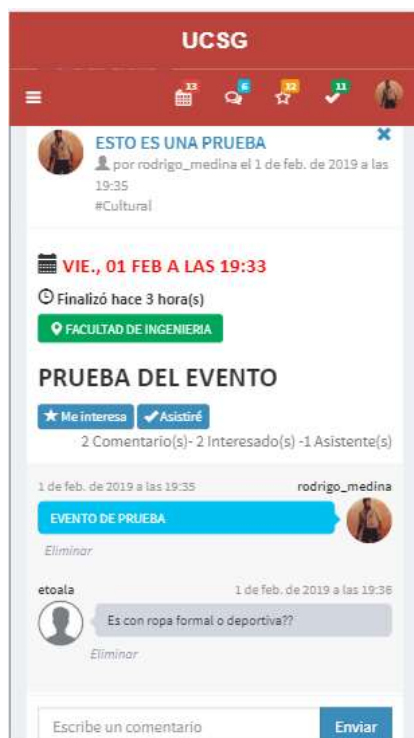 UCSG
13
6
12
11
ESTO ES UNA PRUEBA
por rodrigo_medina el 1 de feb. de 2019 a las
19:35
#Cultural
VIE., 01 FEB A LAS 19:33
Finalizó hace 3 hora(s)
FACULTAD DE INGENIERIA
PRUEBA DEL EVENTO
Me interesa Asistiré
2 Comentario(s)- 2 Interesado(s) -1 Asistente(s)
1 de feb. de 2019 a las 19:35 rodrigo_medina
EVENTO DE PRUEBA
Eliminar
etoala 1 de feb. de 2019 a las 19:36
Es con ropa formal o deportiva??
Eliminar
Escribe un comentario Enviar